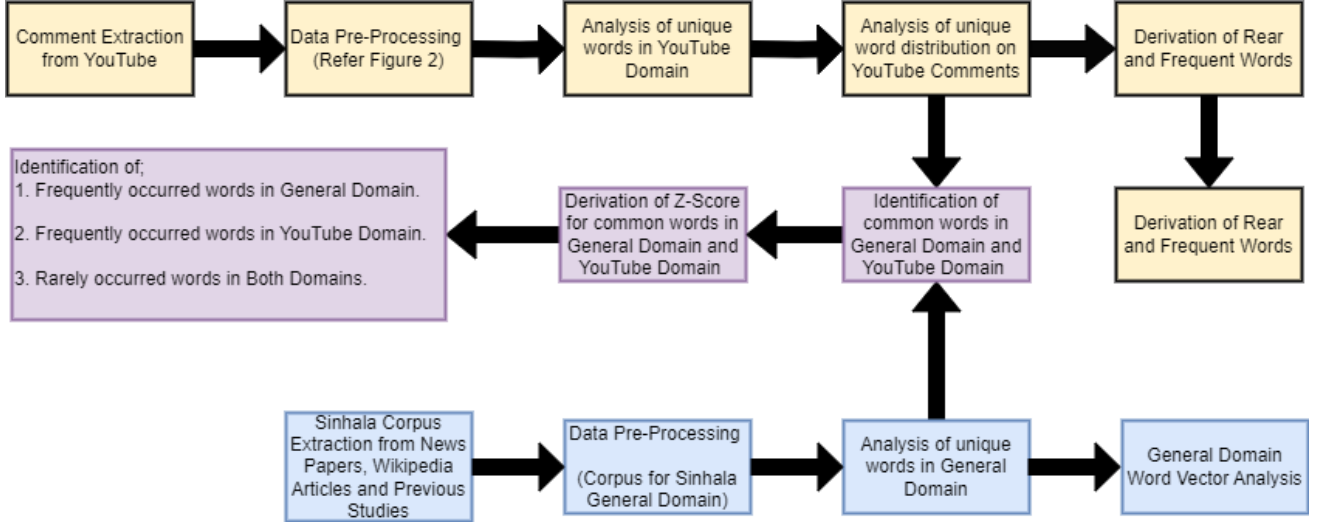 Comment Extraction
from YouTube
Data Pre-Processing
(Refer Figure 2)
Analysis of unique
words in YouTube
Domain
Analysis of unique
word distribution on
YouTube Comments
Derivation of Rear
and Frequent Words
Identification of;
1. Frequently occurred words in General Domain.
2. Frequently occurred words in YouTube Domain.
3. Rarely occurred words in Both Domains.
Derivation of Z-Score
for common words in
General Domain and
YouTube Domain
Identification of
common words in
General Domain and
YouTube Domain
Derivation of Rear
and Frequent Words
Sinhala Corpus
Extraction from News
Papers, Wikipedia
Articles and Previous
Studies
Data Pre-Processing
(Corpus for Sinhala
General Domain)
Analysis of unique
words in General
Domain
General Domain
Word Vector Analysis